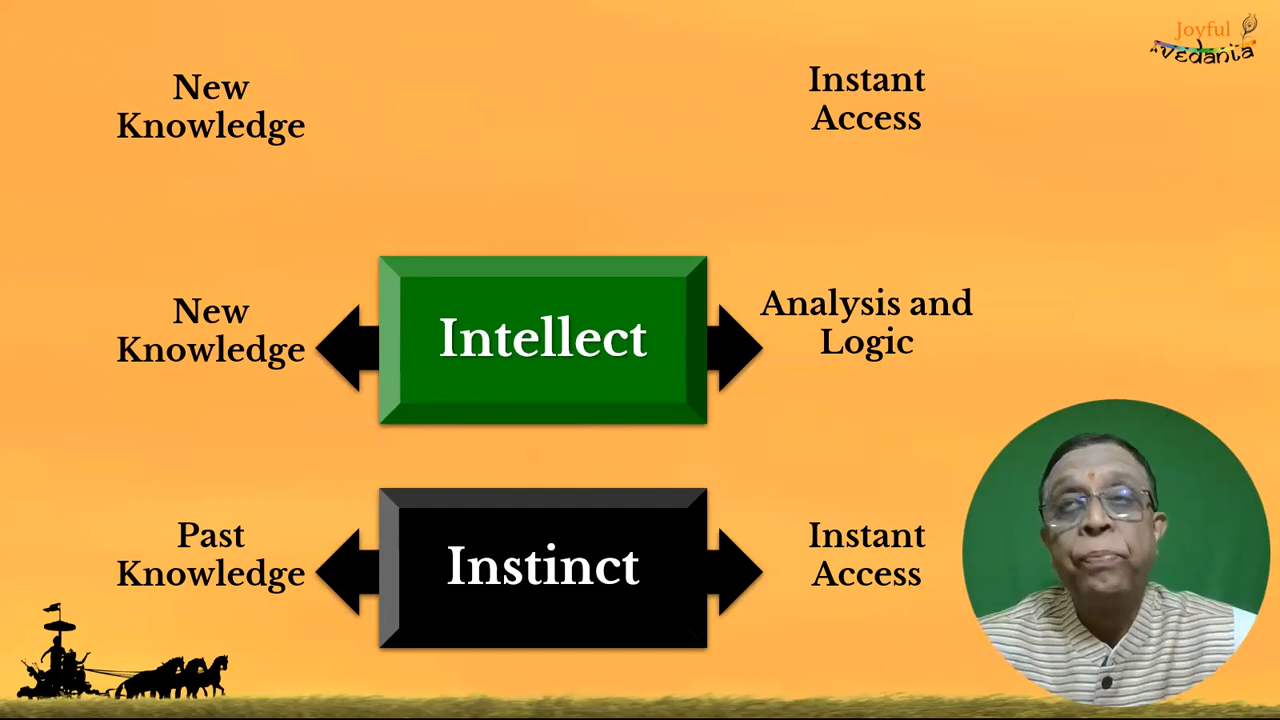 Joyful
Vedanta
New
Knowledge
Instant
Access
New
Knowledge
Intellect
Analysis and
Logic
Past
Knowledge
Instinct
Instant
Access